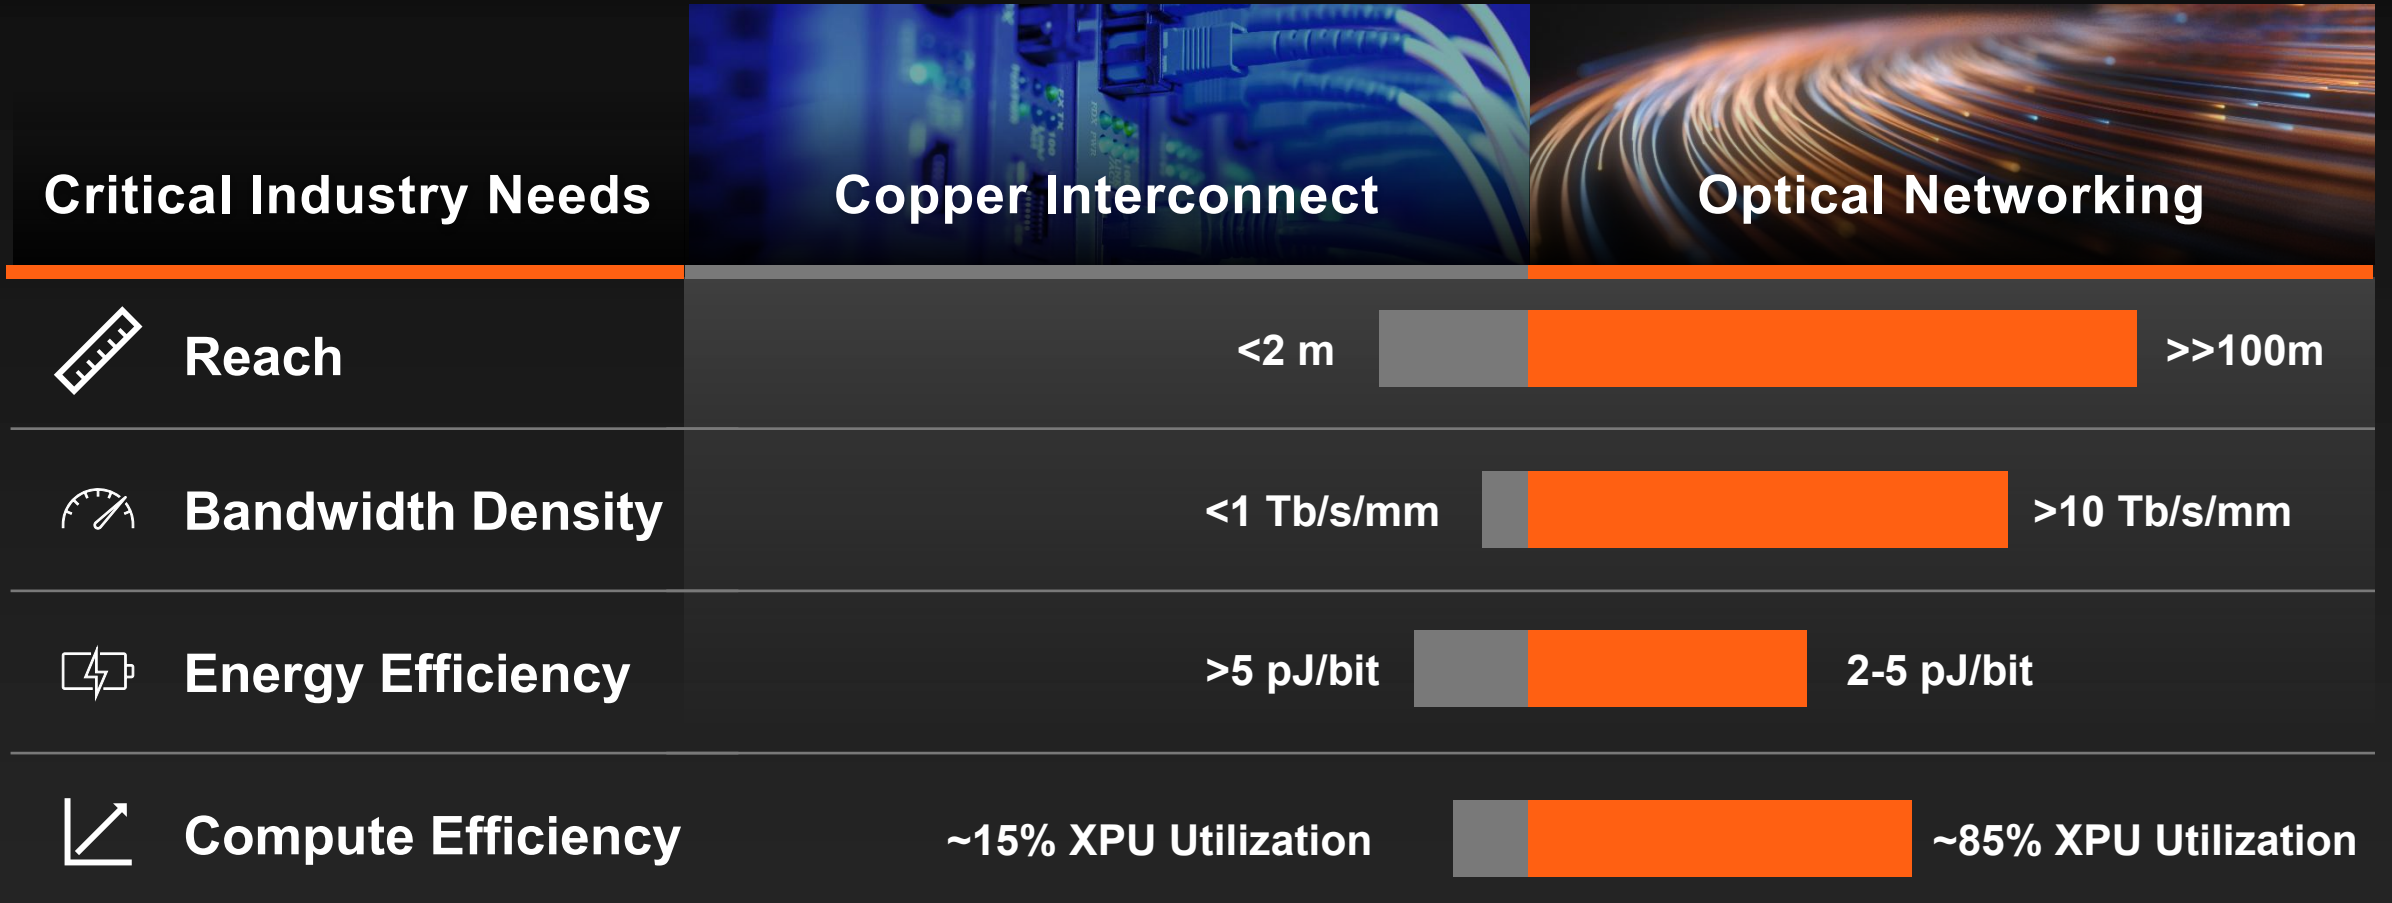 Critical Industry Needs
Copper Interconnect
Optical Networking
Reach
<2 m
>>100m
Bandwidth Density
<1 Tb/s/mm
>10 Tb/s/mm
Energy Efficiency
>5 pJ/bit
2-5 pJ/bit
Compute Efficiency
~15% XPU Utilization
~85% XPU Utilization